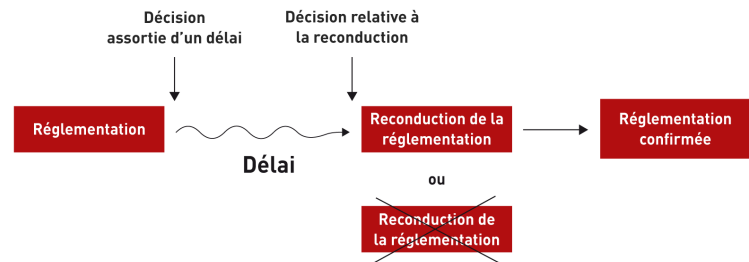 Décision
assortie d'un délai
Décision relative à
la reconduction
Réglementation
Délai
Reconduction de la
réglementation
Réglementation
confirmée
ou
Reconduction de
la réglementation